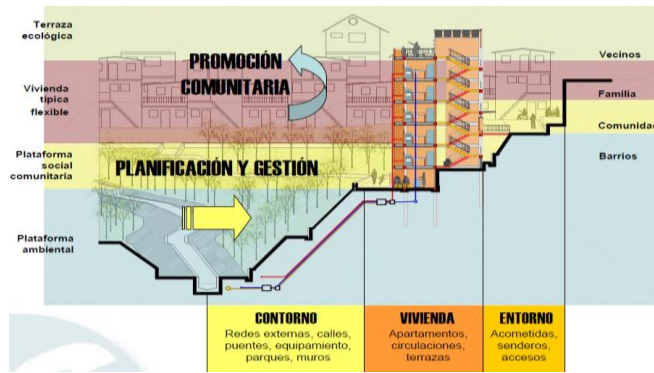 Terraza
ecológica
PROMOCIÓN
COMUNITARIA
Vecinos
Vivienda
típica
flexible
Familia
Comunidad
Plataforma
social
comunitaria
PLANIFICACIÓN Y GESTIÓN
Barrios
Plataforma
ambiental
CONTORNO
Redes externas, calles,
puentes, equipamiento,
parques, muros
VIVIENDA
Apartamentos,
circulaciones,
terrazas
ENTORNO
Acometidas,
senderos,
accesos